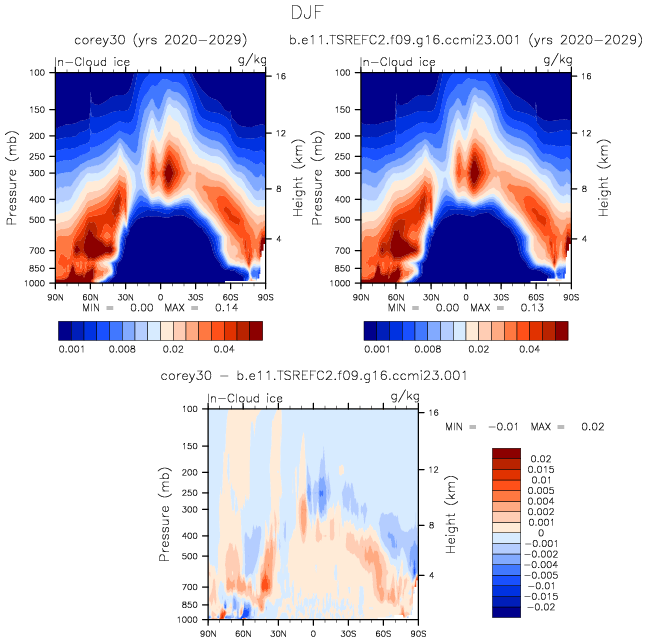 DJF
corey30 (yrs 2020-2029)
b.e11.TSREFC2.f09.g16.ccmi23.001 (yrs 2020-2029)
n-Cloud ice g/kg
n-Cloud ice g/kg
100 16
150
200 12
250
300
400 8
500
700 4
850
1000
Pressure (mb)
Height (km)
90N 60N 30N 0 30S 60S 90S
MIN = 0.00 MAX = 0.14
0.001 0.008 0.02 0.04
100 16
150
200 12
250
300
400 8
500
700 4
850
1000
Pressure (mb)
Height (km)
90N 60N 30N 0 30S 60S 90S
MIN = 0.00 MAX = 0.13
0.001 0.008 0.02 0.04
corey30 - b.e11.TSREFC2.f09.g16.ccmi23.001
n-Cloud ice g/kg
100 16
150
200 12
250
300
400 8
500
700 4
850
1000
Pressure (mb)
Height (km)
90N 60N 30N 0 30S 60S 90S
MIN = -0.01 MAX = 0.02
0.02
0.015
0.01
0.005
0.004
0.002
0.001
0
-0.001
-0.002
-0.004
-0.005
-0.01
-0.015
-0.02